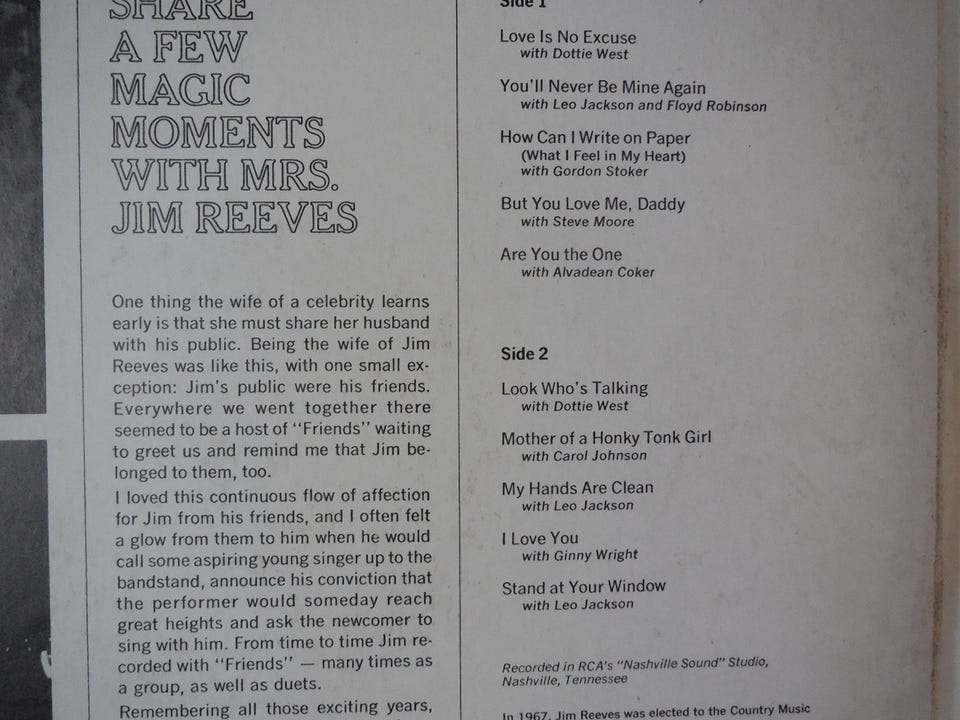 SHARE
A FEW
MAGIC
MOMENTS
WITH MRS.
JIM REEVES
One thing the wife of a celebrity learns
early is that she must share her husband
with his public. Being the wife of Jim
Reeves was like this, with one small ex-
ception: Jim's public were his friends.
Everywhere we went together there
seemed to be a host of "Friends" waiting
to greet us and remind me that Jim be-
longed to them, too.
I loved this continuous flow of affection
for Jim from his friends, and I often felt
a glow from them to him when he would
call some aspiring young singer up to the
bandstand, announce his conviction that
the performer would someday reach
great heights and ask the newcomer to
sing with him. From time to time Jim re-
corded with "Friends" — many times as
a group, as well as duets.
Remembering all those exciting years,
Side 1
Love Is No Excuse
with Dottie West
You'll Never Be Mine Again
with Leo Jackson and Floyd Robinson
How Can I Write on Paper
(What I Feel in My Heart)
with Gordon Stoker
But You Love Me, Daddy
with Steve Moore
Are You the One
with Alvadean Coker
Side 2
Look Who's Talking
with Dottie West
Mother of a Honky Tonk Girl
with Carol Johnson
My Hands Are Clean
with Leo Jackson
I Love You
with Ginny Wright
Stand at Your Window
with Leo Jackson
Recorded in RCA's "Nashville Sound" Studio,
Nashville, Tennessee
In 1967, Jim Reeves was elected to the Country Music